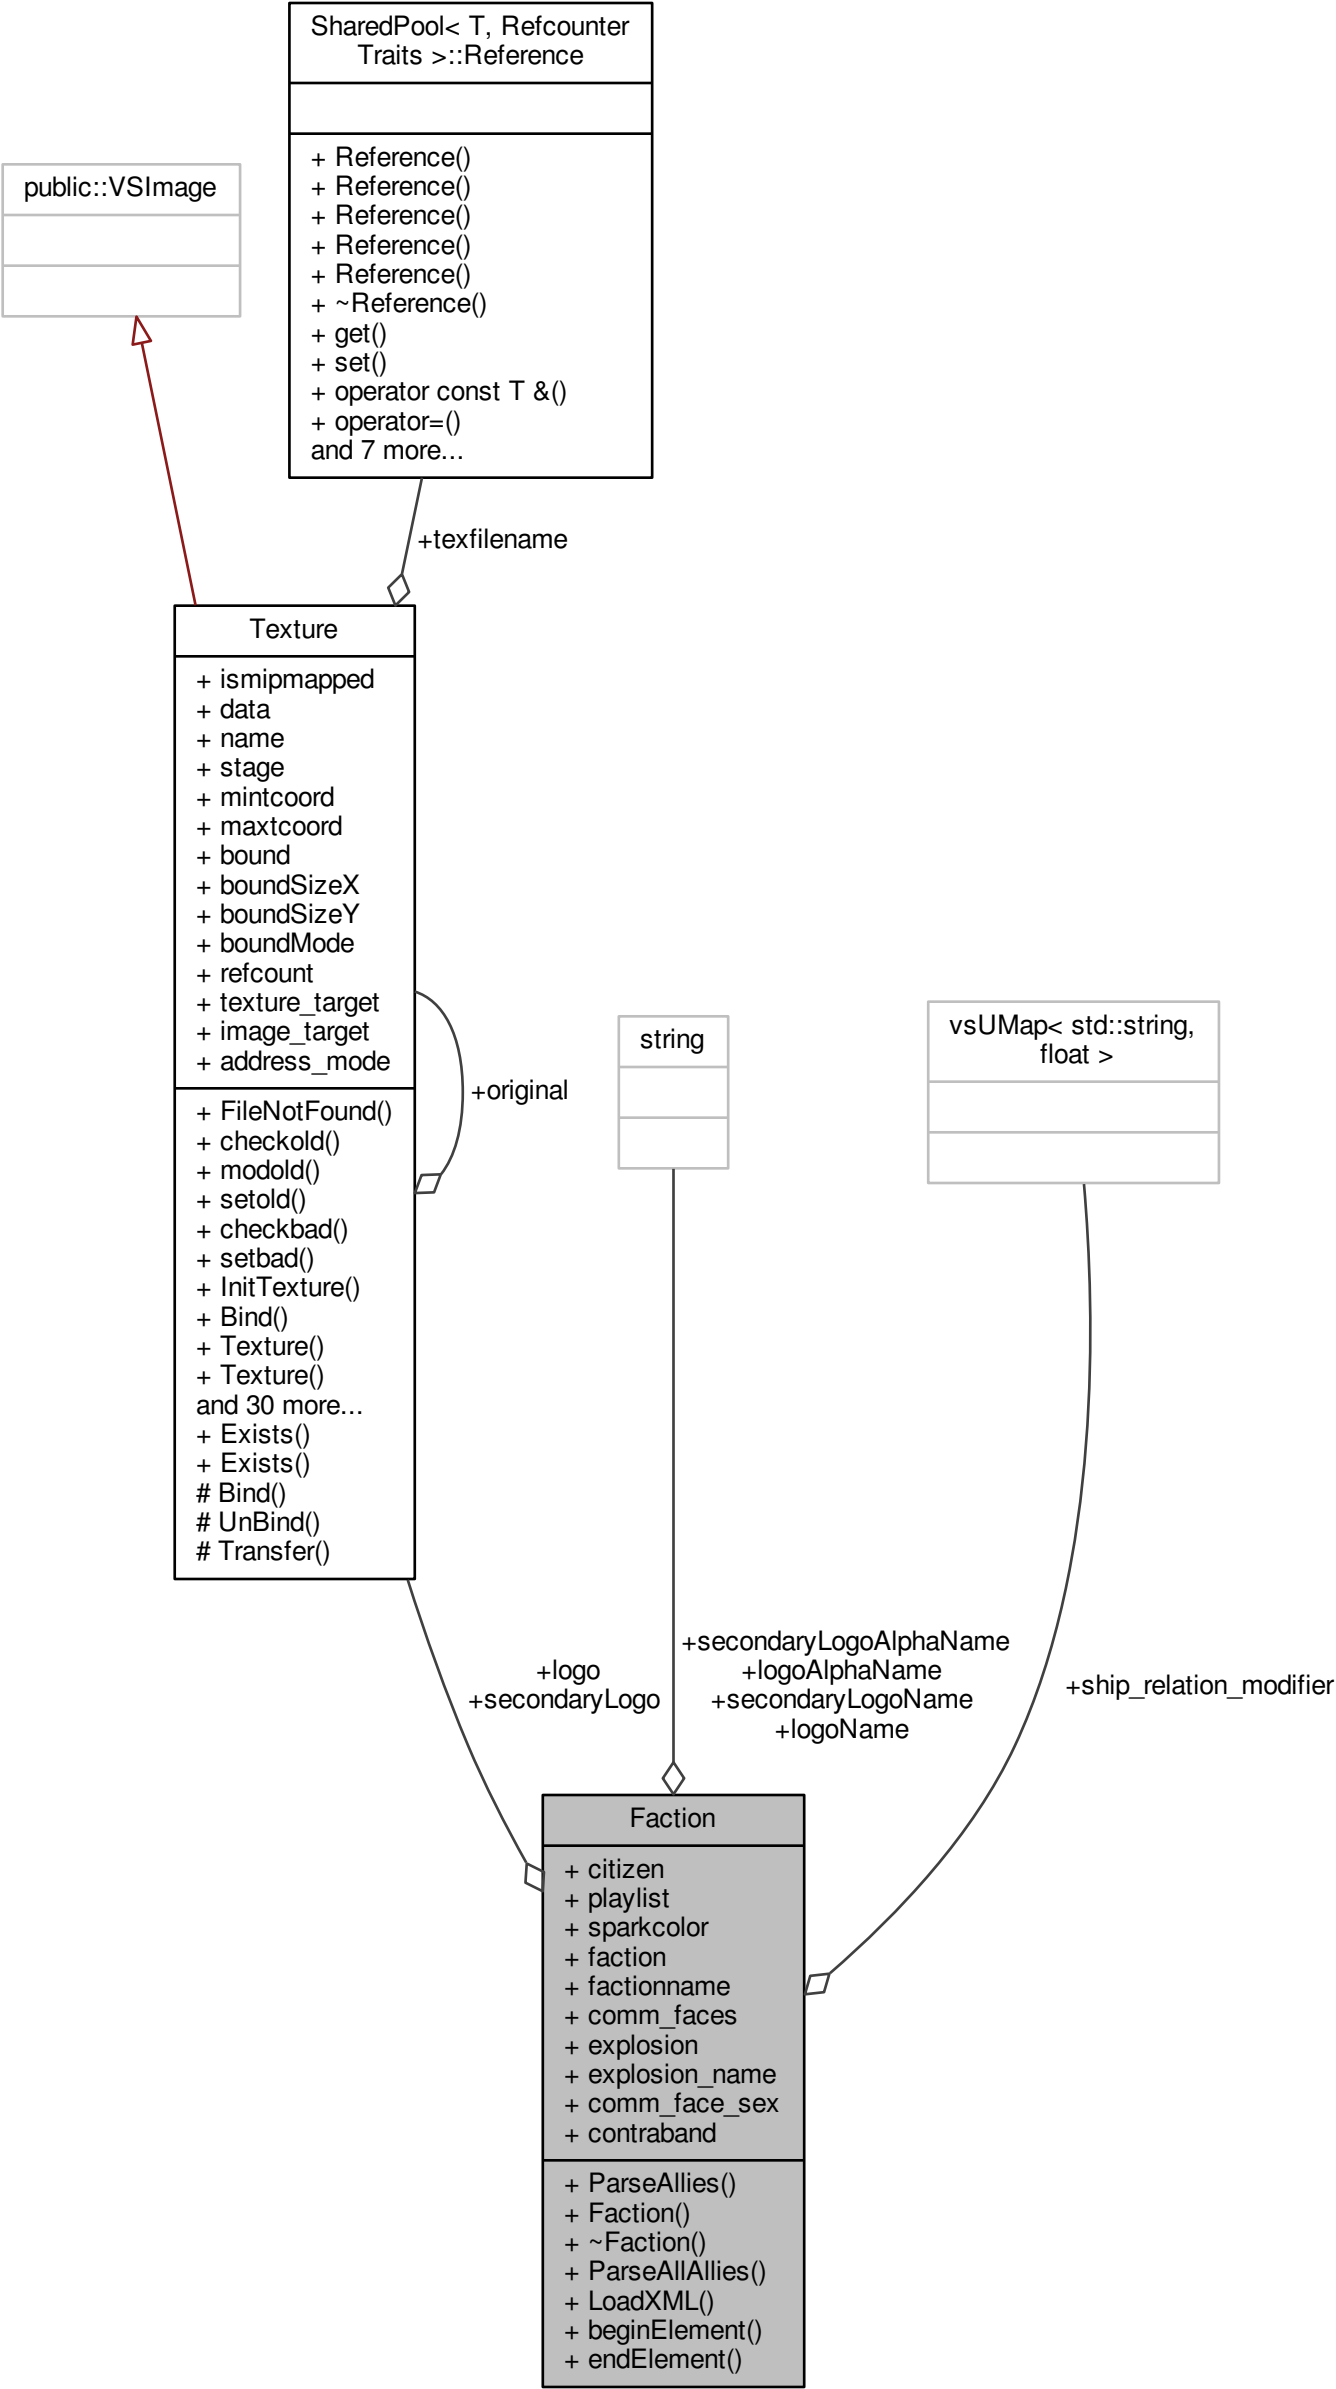 SharedPool< T, Refcounter
Traits >::Reference
+ Reference()
+ Reference()
+ Reference()
+ Reference()
+ Reference()
+ ~Reference()
+ get()
+ set()
+ operator const T &()
+ operator=()
and 7 more...
public::VSImage
+texfilename
Texture
+ ismipmapped
+ data
+ name
+ stage
+ mintcoord
+ maxtcoord
+ bound
+ boundSizeX
+ boundSizeY
+ boundMode
+ refcount
+ texture_target
+ image_target
+ address_mode
+ FileNotFound()
+ checkold()
+ modold()
+ setold()
+ checkbad()
+ setbad()
+ InitTexture()
+ Bind()
+ Texture()
+ Texture()
and 30 more...
+ Exists()
+ Exists()
# Bind()
# UnBind()
# Transfer()
+original
string
vsUMap< std::string,
float >
+logo
+secondaryLogo
+secondaryLogoAlphaName
+logoAlphaName
+secondaryLogoName
+logoName
+ship_relation_modifier
Faction
+ citizen
+ playlist
+ sparkcolor
+ faction
+ factionname
+ comm_faces
+ explosion
+ explosion_name
+ comm_face_sex
+ contraband
+ ParseAllies()
+ Faction()
+ ~Faction()
+ ParseAllAllies()
+ LoadXML()
+ beginElement()
+ endElement()